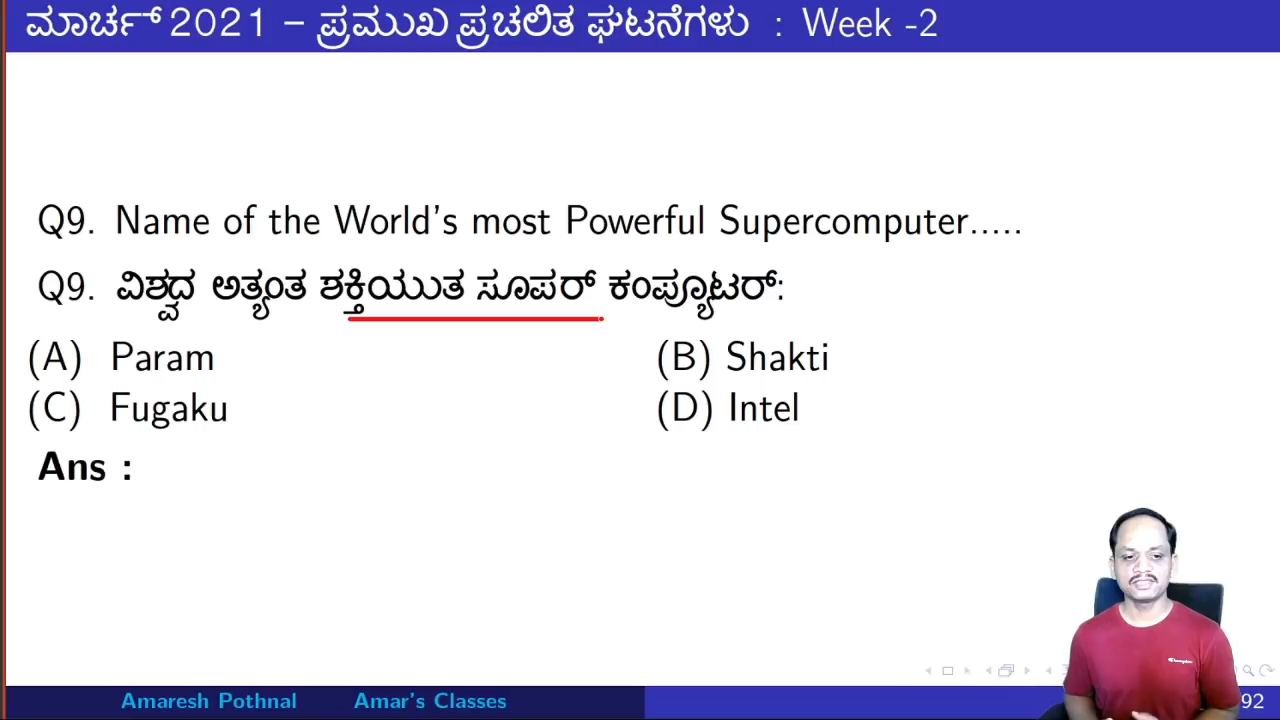 ಮಾರ್ಚ್ 2021 – ಪ್ರಮುಖ ಪ್ರಚಲಿತ ಘಟನೆಗಳು : Week -2
Q9. Name of the World's most Powerful Supercomputer.....
Q9. ವಿಶ್ವದ ಅತ್ಯಂತ ಶಕ್ತಿಯುತ ಸೂಪರ್ ಕಂಪ್ಯೂಟರ್:
(A) Param (B) Shakti
(C) Fugaku (D) Intel
Ans :
Amaresh Pothnal Amar's Classes 92